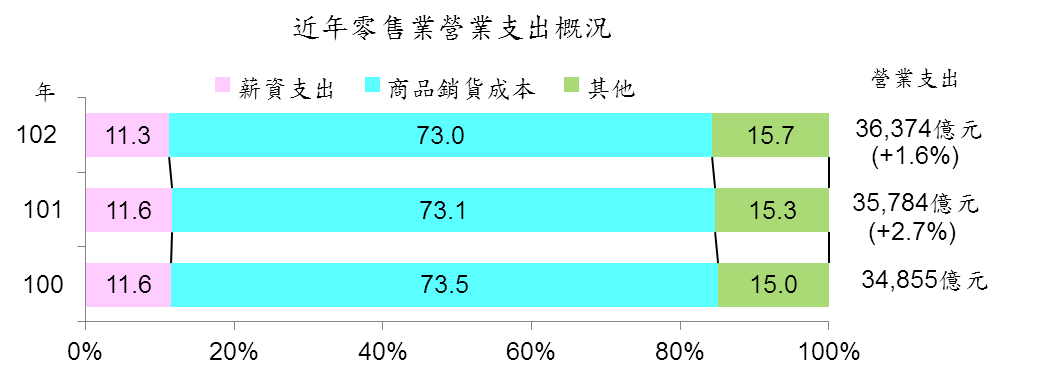 近年零售業營業支出概況
薪資支出 商品銷貨成本 其他
年 營業支出
102 11.3 73.0 15.7 36,374億元
(+1.6%)
101 11.6 73.1 15.3 35,784億元
(+2.7%)
100 11.6 73.5 15.0 34,855億元
0% 20% 40% 60% 80% 100%